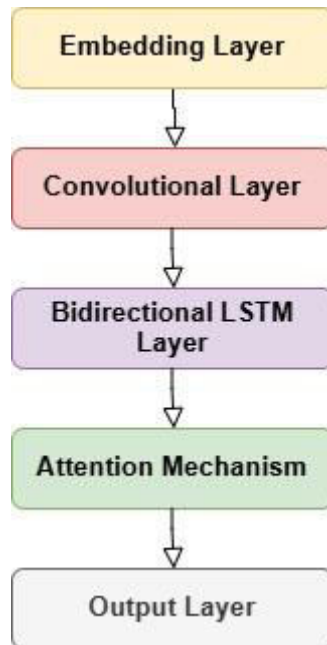 Embedding Layer
Convolutional Layer
Bidirectional LSTM
Layer
Attention Mechanism
Output Layer